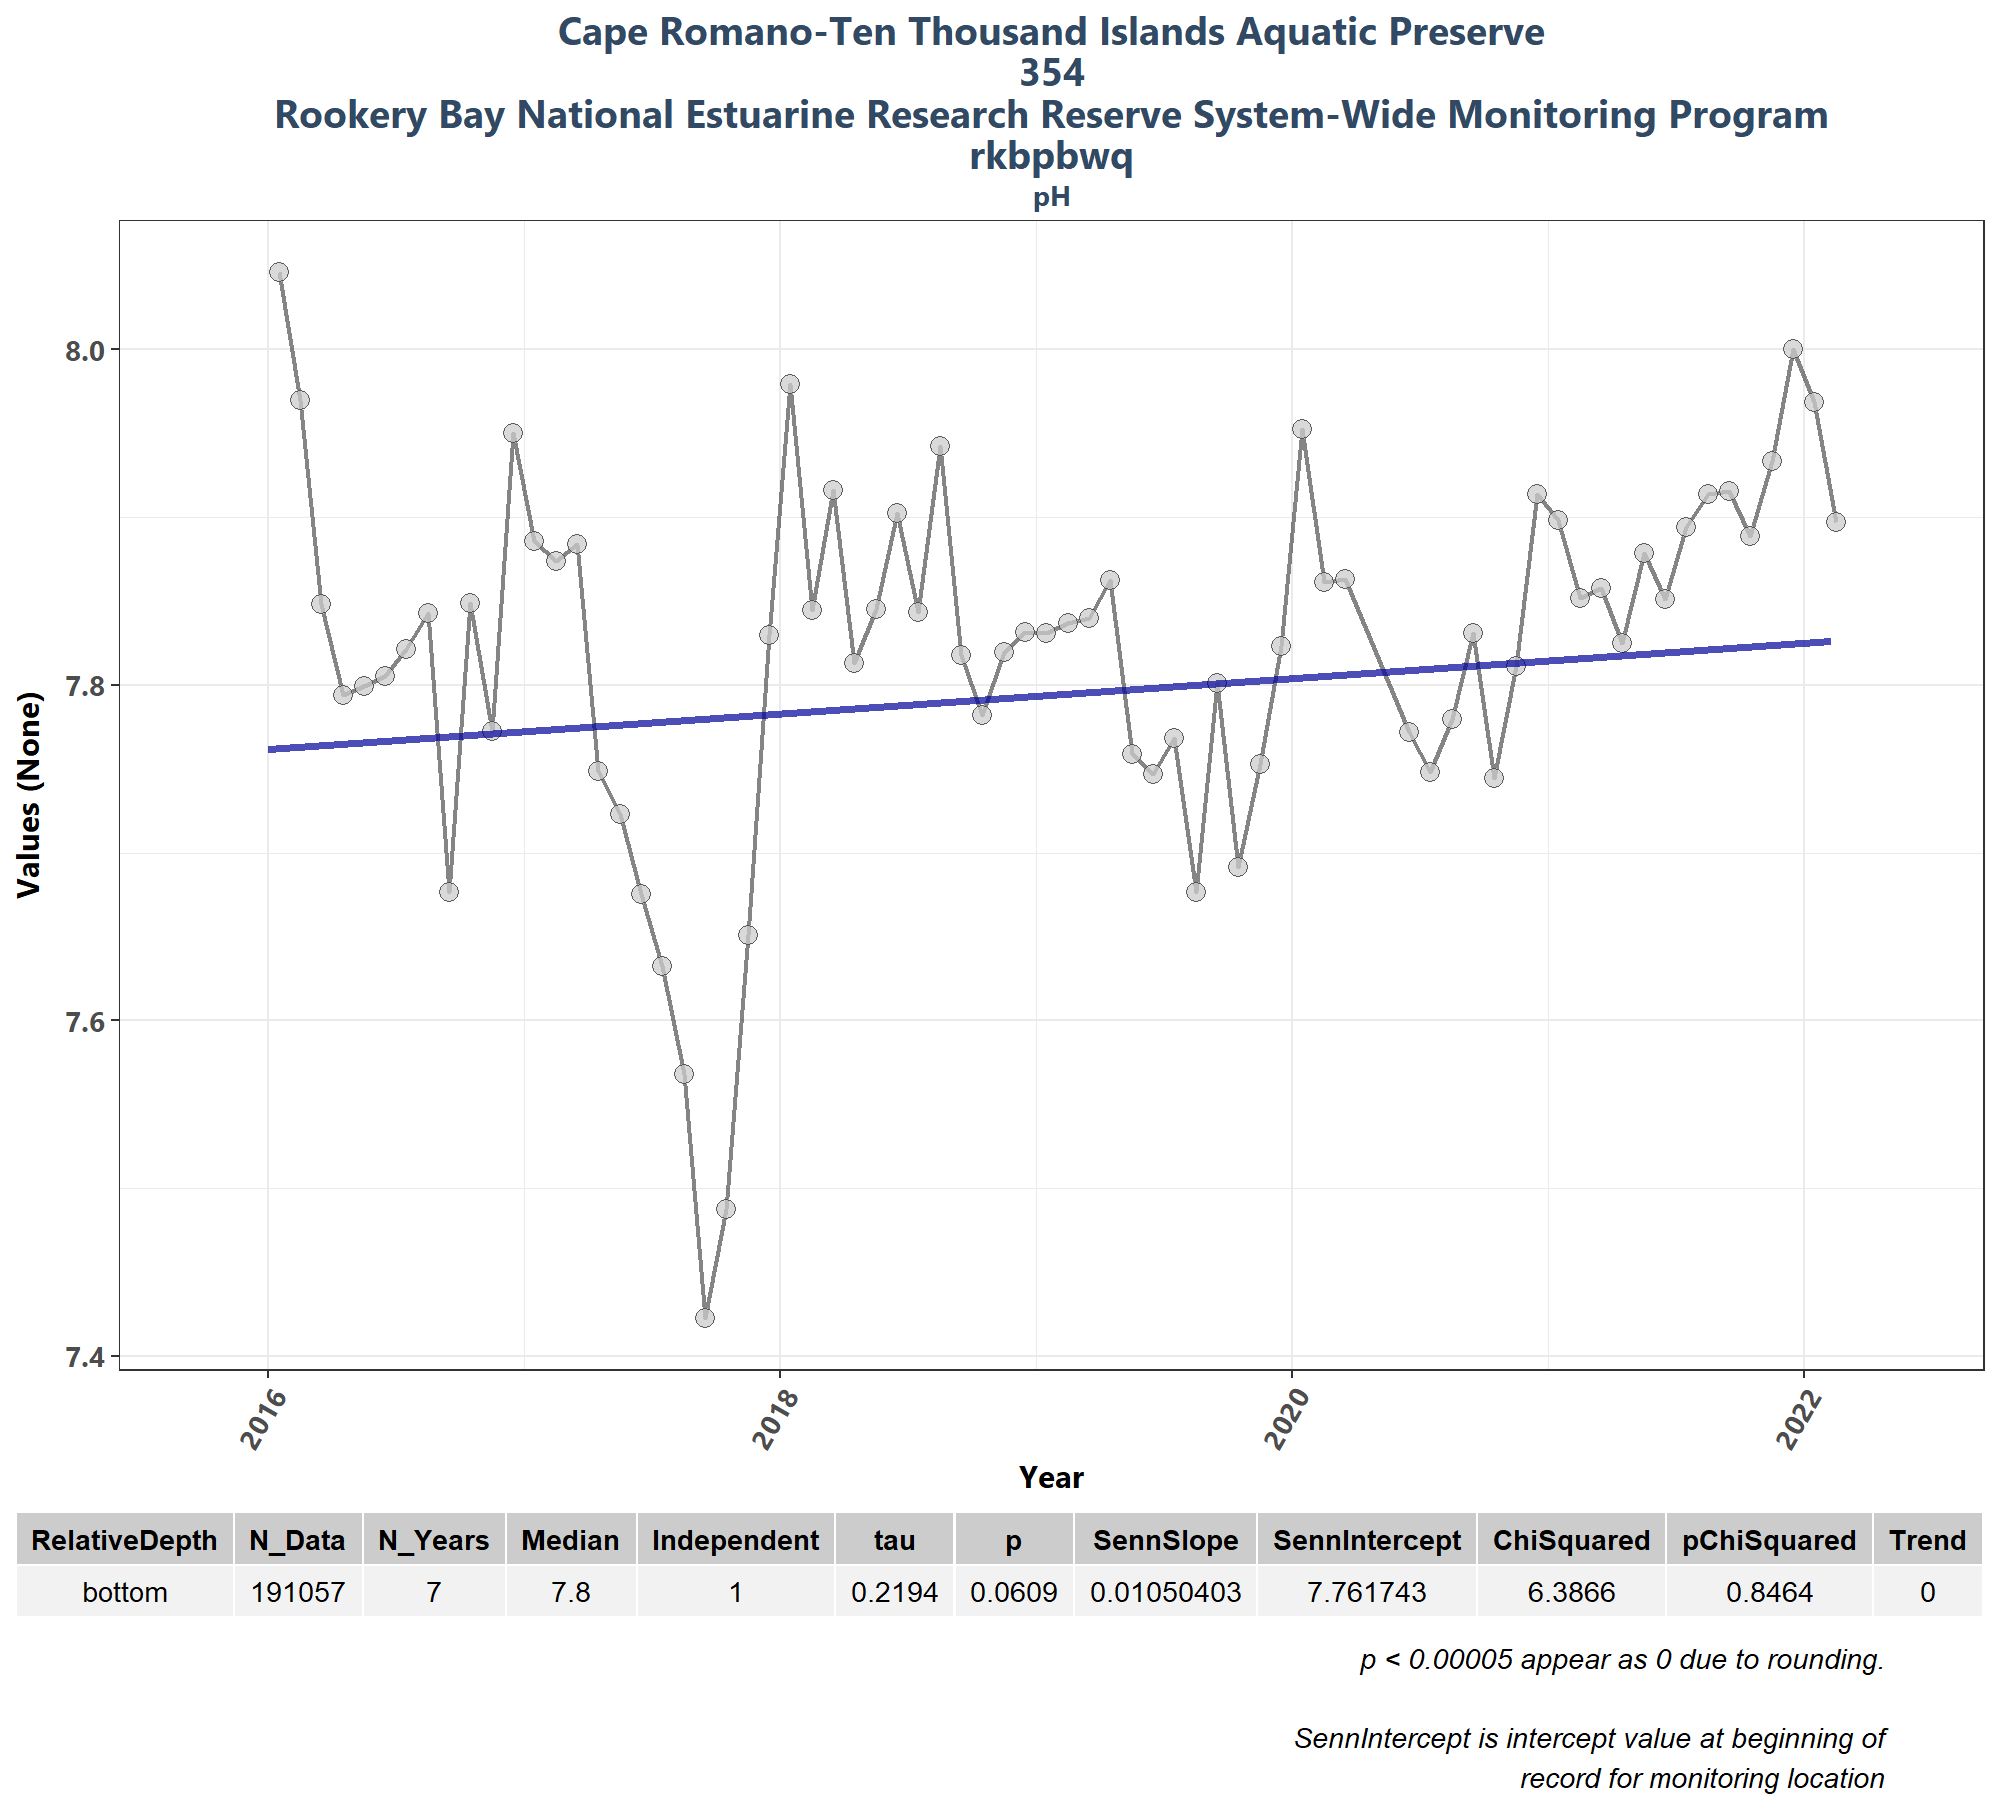 Cape Romano-Ten Thousand Islands Aquatic Preserve
354
Rookery Bay National Estuarine Research Reserve System-Wide Monitoring Program
rkbpbwq
pH
Values (None)
8.0
7.8
7.6
7.4
2016 2018 2020 2022
Year
RelativeDepth N_Data N_Years Median Independent tau p SennSlope SennIntercept ChiSquared pChiSquared Trend
bottom 191057 7 7.8 1 0.2194 0.0609 0.01050403 7.761743 6.3866 0.8464 0
p < 0.00005 appear as 0 due to rounding.
SennIntercept is intercept value at beginning of
record for monitoring location